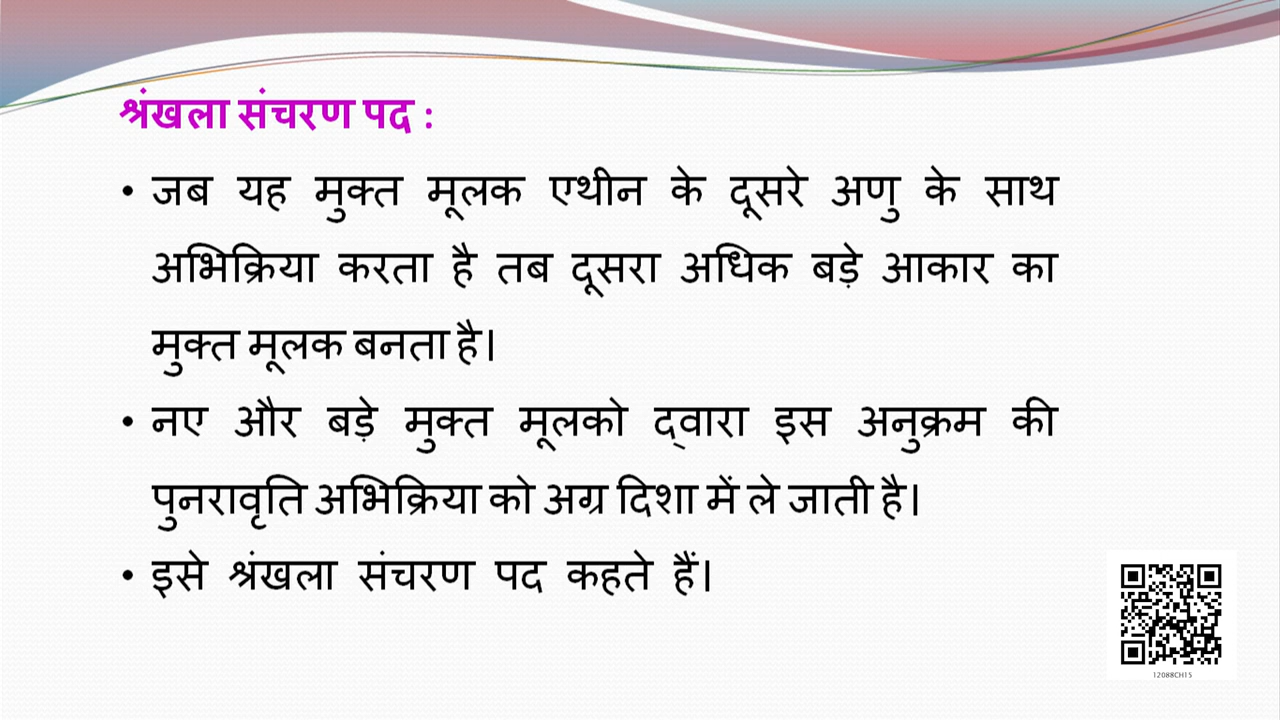 श्रंखला संचरण पद :
• जब यह मुक्त मूलक एथीन के दूसरे अणु के साथ
अभिक्रिया करता है तब दूसरा अधिक बड़े आकार का
मुक्त मूलक बनता है।
• नए और बड़े मुक्त मूलको द्वारा इस अनुक्रम की
पुनरावृति अभिक्रिया को अग्र दिशा में ले जाती है।
• इसे श्रंखला संचरण पद कहते हैं।
12088CH15